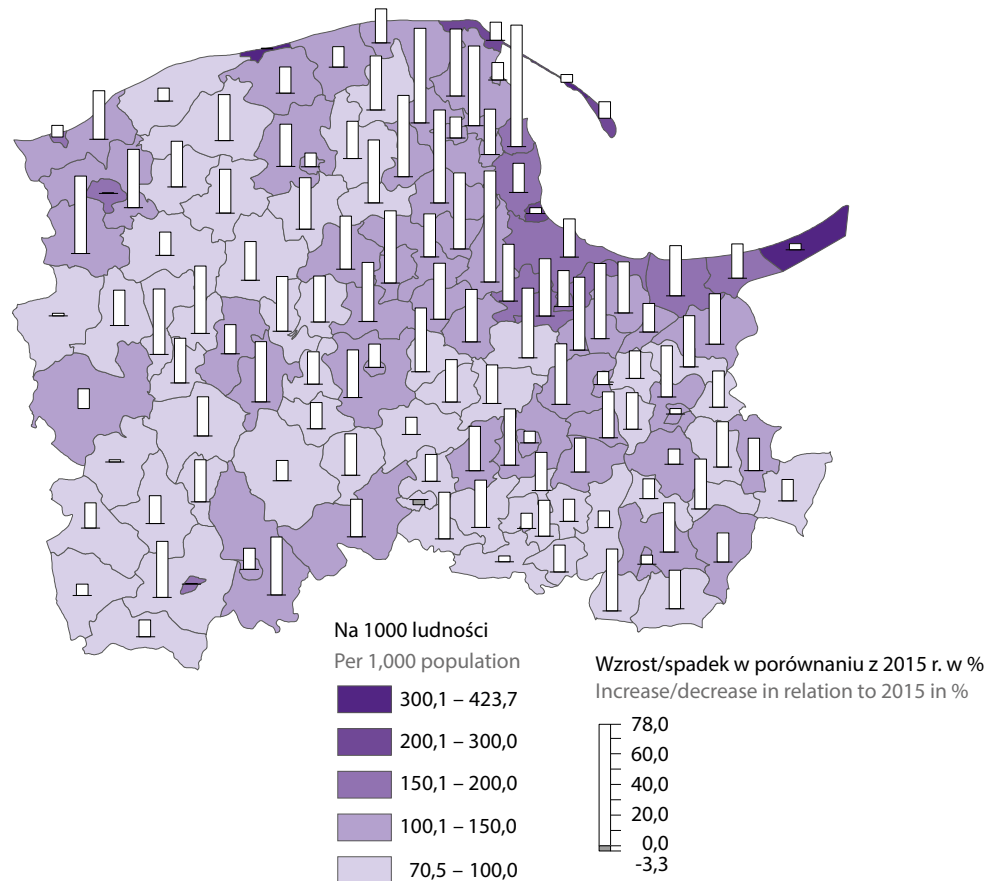 Na 1000 ludności
Per 1,000 population
300,1 – 423,7
200,1 – 300,0
150,1 – 200,0
100,1 – 150,0
70,5 – 100,0
Wzrost/spadek w porównaniu z 2015 r. w %
Increase/decrease in relation to 2015 in %
78,0
60,0
40,0
20,0
0,0
-3,3